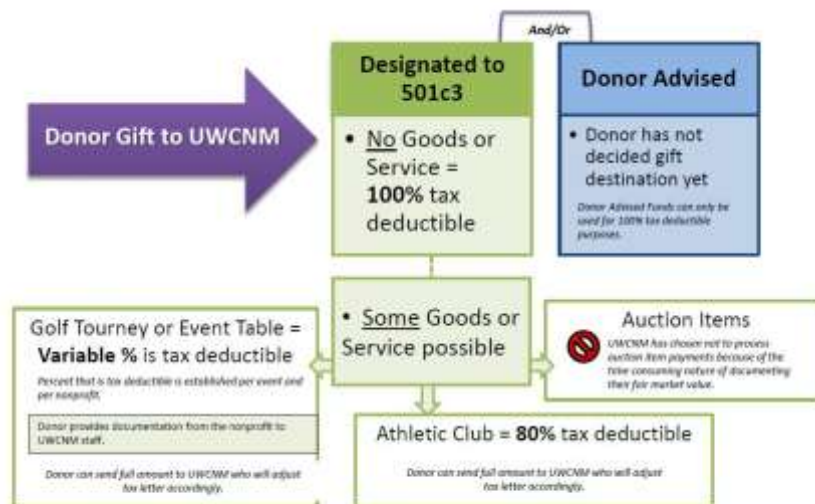 And/Or
Donor Gift to UWCNM
Designated to
501c3
• No Goods or
Service =
100% tax
deductible
Donor Advised
• Donor has not
decided gift
destination yet
Donor Advised Funds can only be
used for 100% tax deductible
purposes.
• Some Goods or
Service possible
Golf Tourney or Event Table =
Variable % is tax deductible
Percent that is tax deductible is established per event and
per nonprofit.
Donor provides documentation from the nonprofit to
UWCNM staff.
Donor can send full amount to UWCNM who will adjust
tax letter accordingly.
Auction Items
UWCNM has chosen not to process
auction item payments because of the
time consuming nature of documenting
their fair market value.
Athletic Club = 80% tax deductible
Donor can send full amount to UWCNM who will adjust
tax letter accordingly.